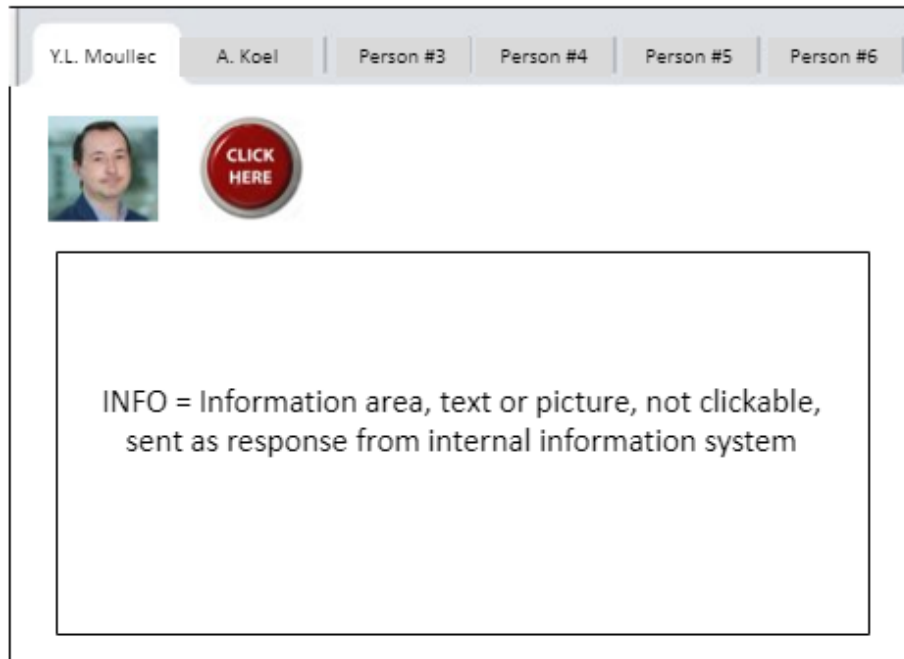 Y.L. Moullec
A. Koel
Person #3
Person #4
Person #5
Person #6
CLICK
HERE
INFO = Information area, text or picture, not clickable,
sent as response from internal information system